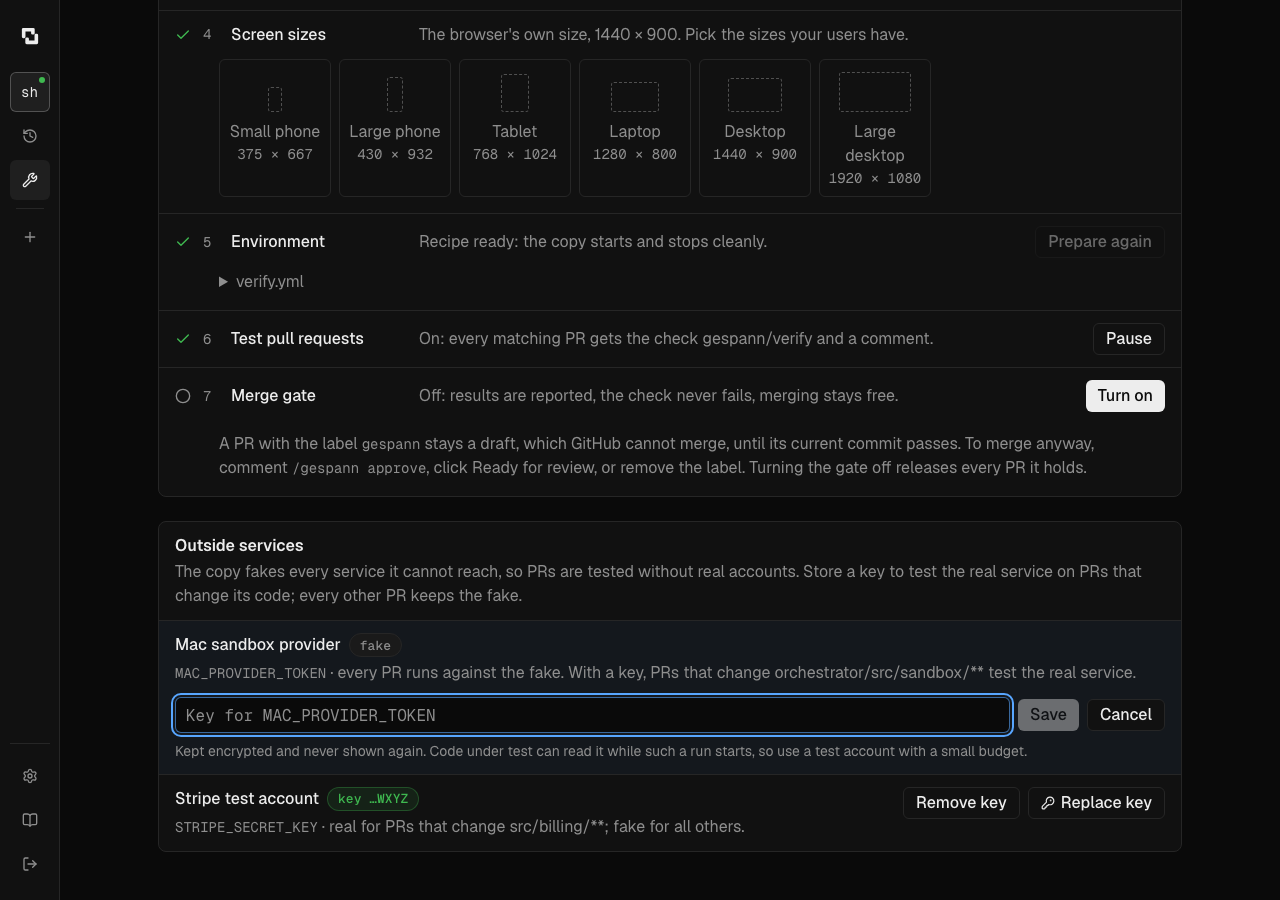 4 Screen sizes The browser's own size, 1440 × 900. Pick the sizes your users have.
sh
Small phone Large phone Tablet Laptop Desktop Large desktop
375 × 667 430 × 932 768 × 1024 1280 × 800 1440 × 900 1920 × 1080
5 Environment Recipe ready: the copy starts and stops cleanly. Prepare again
verify.yml
6 Test pull requests On: every matching PR gets the check gespann/verify and a comment. Pause
7 Merge gate Off: results are reported, the check never fails, merging stays free. Turn on
A PR with the label gespann stays a draft, which GitHub cannot merge, until its current commit passes. To merge anyway,
comment /gespann approve, click Ready for review, or remove the label. Turning the gate off releases every PR it holds.
Outside services
The copy fakes every service it cannot reach, so PRs are tested without real accounts. Store a key to test the real service on PRs that
change its code; every other PR keeps the fake.
Mac sandbox provider fake
MAC_PROVIDER_TOKEN · every PR runs against the fake. With a key, PRs that change orchestrator/src/sandbox/** test the real service.
Key for MAC_PROVIDER_TOKEN Save Cancel
Kept encrypted and never shown again. Code under test can read it while such a run starts, so use a test account with a small budget.
Stripe test account key …WXYZ Remove key Replace key
STRIPE_SECRET_KEY · real for PRs that change src/billing/**; fake for all others.